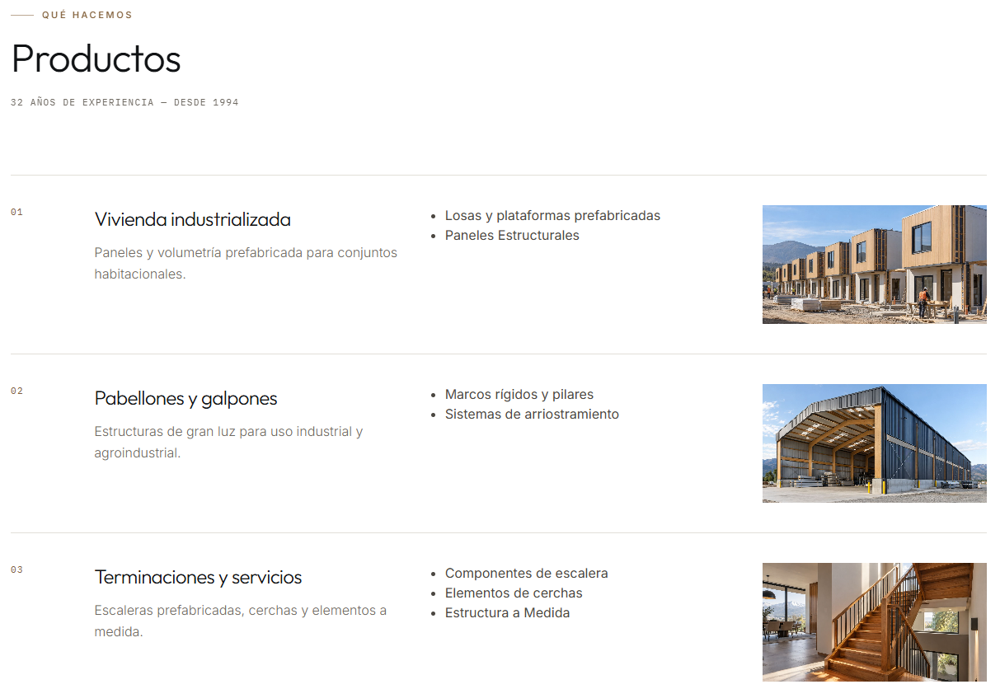 QUÉ HACEMOS
Productos
32 AÑOS DE EXPERIENCIA — DESDE 1994
01
Vivienda industrializada
Paneles y volumetría prefabricada para conjuntos
habitacionales.
• Losas y plataformas prefabricadas
• Paneles Estructurales
02
Pabellones y galpones
Estructuras de gran luz para uso industrial y
agroindustrial.
• Marcos rígidos y pilares
• Sistemas de arriostramiento
03
Terminaciones y servicios
Escaleras prefabricadas, cerchas y elementos a
medida.
• Componentes de escalera
• Elementos de cerchas
• Estructura a Medida